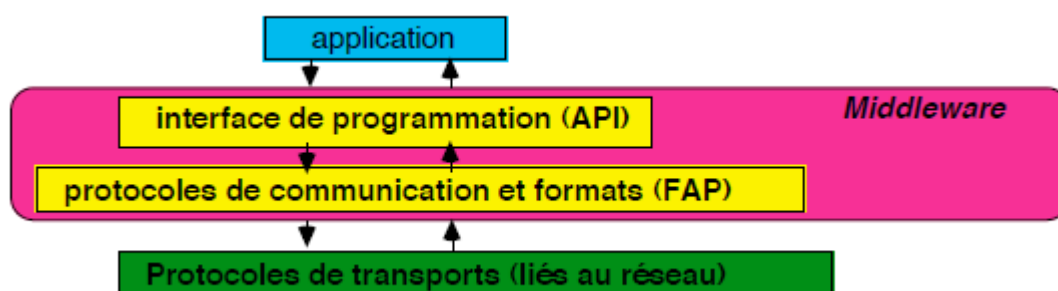 application
Middleware
interface de programmation (API)
protocoles de communication et formats (FAP)
Protocoles de transports (liés au réseau)